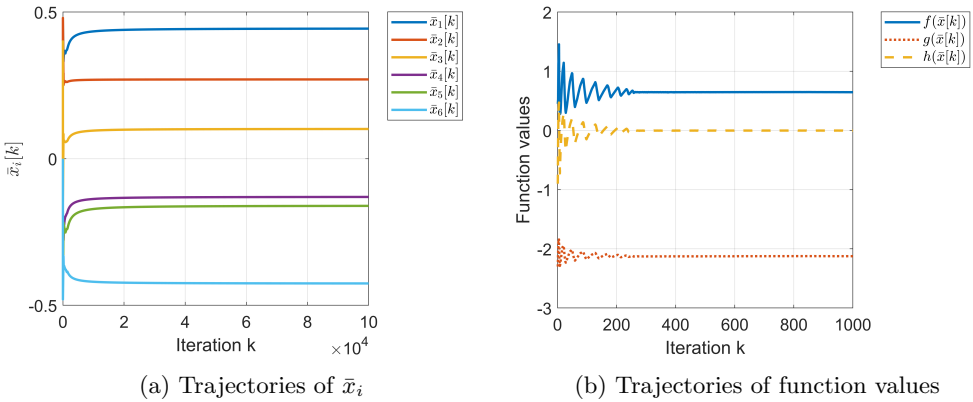 0.5
0
-0.5
x̄ᵢ[k]
0
2
4
6
8
10
×10⁴
Iteration k
x̄₁[k]
x̄₂[k]
x̄₃[k]
x̄₄[k]
x̄₅[k]
x̄₆[k]
(a) Trajectories of x̄ᵢ
2
1
0
-1
-2
-3
Function values
0
200
400
600
800
1000
Iteration k
f(x̄[k])
g(x̄[k])
h(x̄[k])
(b) Trajectories of function values